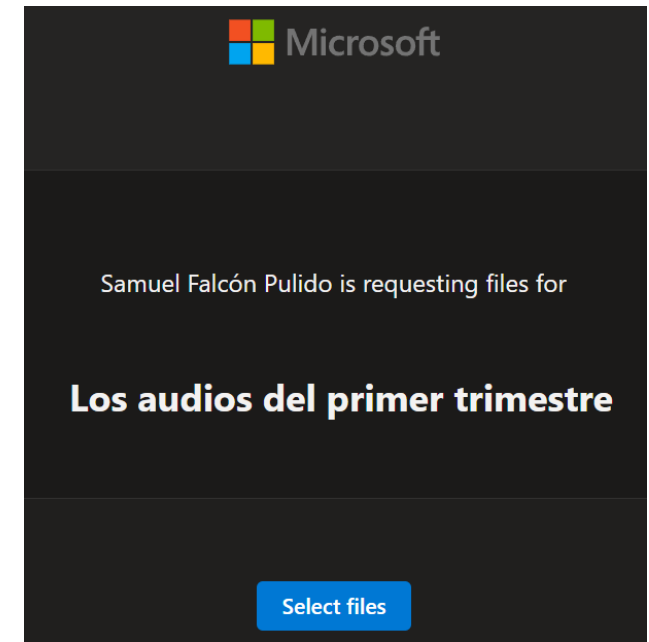 Microsoft
Samuel Falcón Pulido is requesting files for
Los audios del primer trimestre
Select files